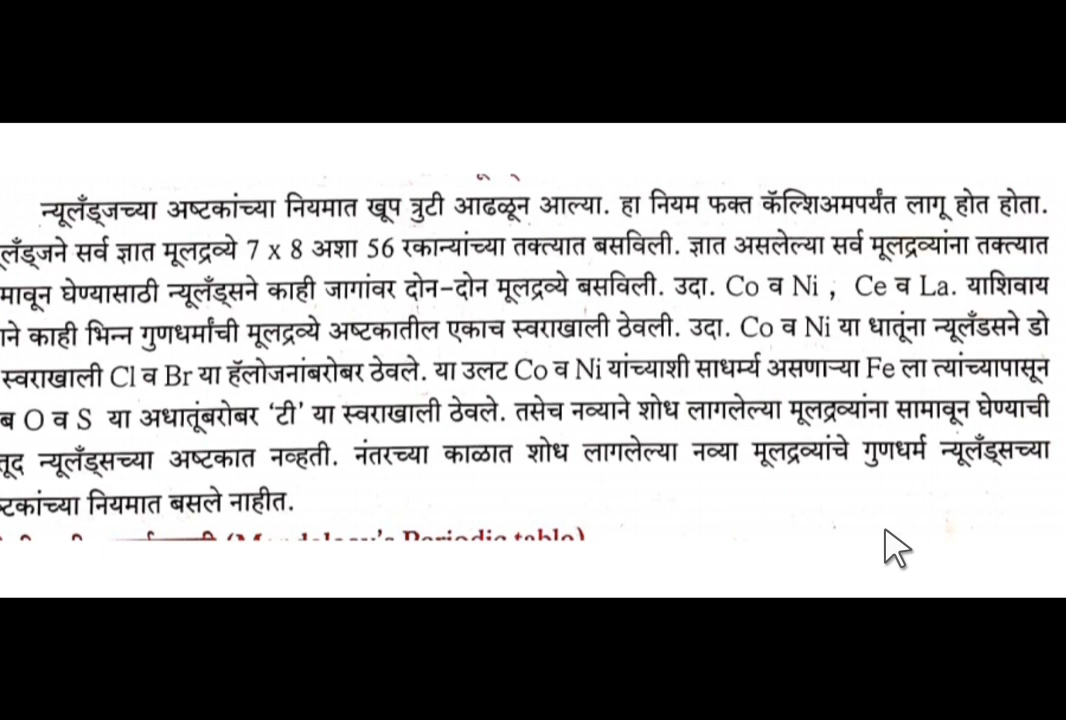 न्यूलँड्जच्या अष्टकांच्या नियमात खूप त्रुटी आढळून आल्या. हा नियम फक्त कॅल्शिअमपर्यंत लागू होत होता.
लँड्जने सर्व ज्ञात मूलद्रव्ये 7 x 8 अशा 56 रकान्यांच्या तक्त्यात बसविली. ज्ञात असलेल्या सर्व मूलद्रव्यांना तक्त्यात
मावून घेण्यासाठी न्यूलँड्सने काही जागांवर दोन-दोन मूलद्रव्ये बसविली. उदा. Co व Ni , Ce व La. याशिवाय
ने काही भिन्न गुणधर्मांची मूलद्रव्ये अष्टकातील एकाच स्वराखाली ठेवली. उदा. Co व Ni या धातूंना न्यूलँडसने डो
स्वराखाली Cl व Br या हॅलोजनांबरोबर ठेवले. या उलट Co व Ni यांच्याशी साधर्म्य असणाऱ्या Fe ला त्यांच्यापासून
ब O व S या अधातूंबरोबर ‘टी’ या स्वराखाली ठेवले. तसेच नव्याने शोध लागलेल्या मूलद्रव्यांना सामावून घेण्याची
तूद न्यूलँड्सच्या अष्टकात नव्हती. नंतरच्या काळात शोध लागलेल्या नव्या मूलद्रव्यांचे गुणधर्म न्यूलँड्सच्या
ष्टकांच्या नियमात बसले नाहीत.
(Mendeleev's Periodic table)